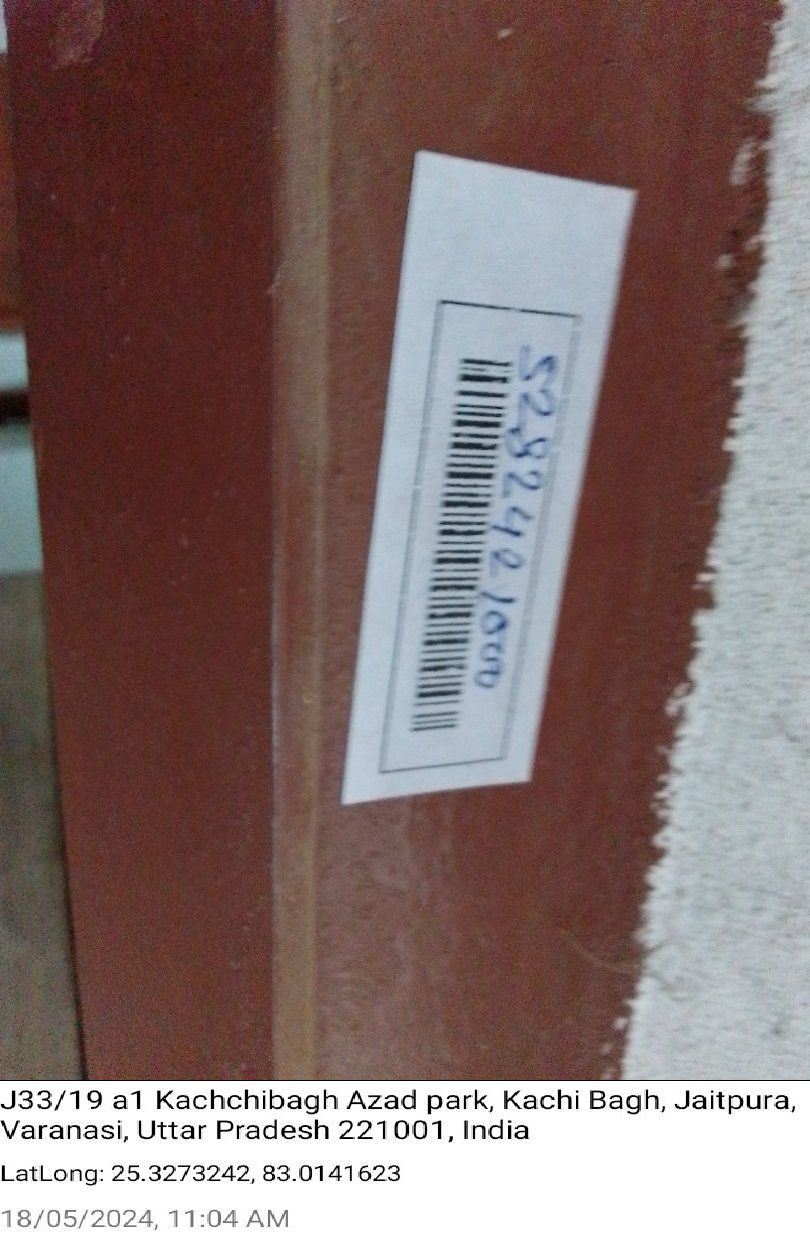 5282421000
J33/19 a1 Kachchibagh Azad park, Kachi Bagh, Jaitpura,
Varanasi, Uttar Pradesh 221001, India
LatLong: 25.3273242, 83.0141623
18/05/2024, 11:04 AM